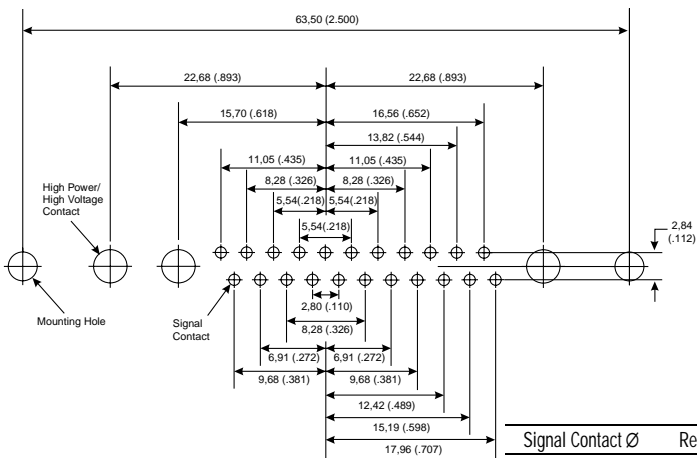 63,50 (2.500)
22,68 (.893) 22,68 (.893)
15,70 (.618) 16,56 (.652)
13,82 (.544)
11,05 (.435) 11,05 (.435)
High Power/
High Voltage
Contact
8,28 (.326) 8,28 (.326)
5,54(.218) 5,54(.218)
5,54(.218)
2,84
(.112)
Mounting Hole
Signal
Contact
2,80 (.110)
8,28 (.326)
6,91 (.272) 6,91 (.272)
9,68 (.381) 9,68 (.381)
12,42 (.489)
15,19 (.598)
17,96 (.707)
Signal Contact Ø Re